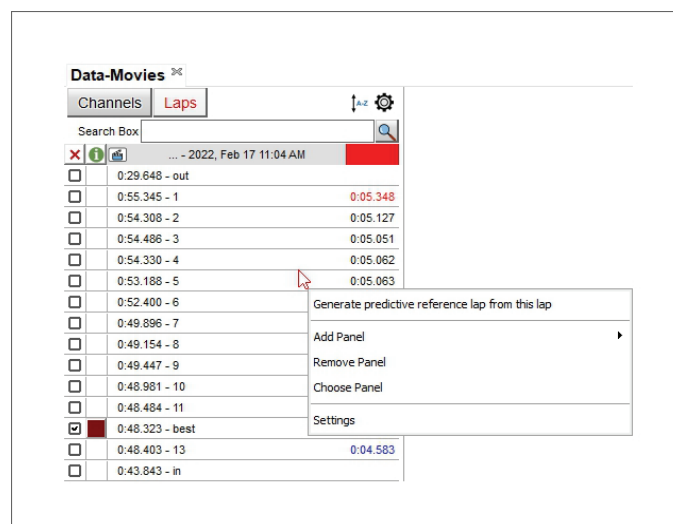 Data-Movies
Channels Laps A-Z
Search Box
... - 2022, Feb 17 11:04 AM
0:29.648 - out
0:55.345 - 1 0:05.348
0:54.308 - 2 0:05.127
0:54.486 - 3 0:05.051
0:54.330 - 4 0:05.062
0:53.188 - 5 0:05.063
0:52.400 - 6
Generate predictive reference lap from this lap
0:49.896 - 7
0:49.154 - 8
Add Panel
0:49.447 - 9
Remove Panel
0:48.981 - 10
Choose Panel
0:48.484 - 11
0:48.323 - best
Settings
0:48.403 - 13 0:04.583
0:43.843 - in